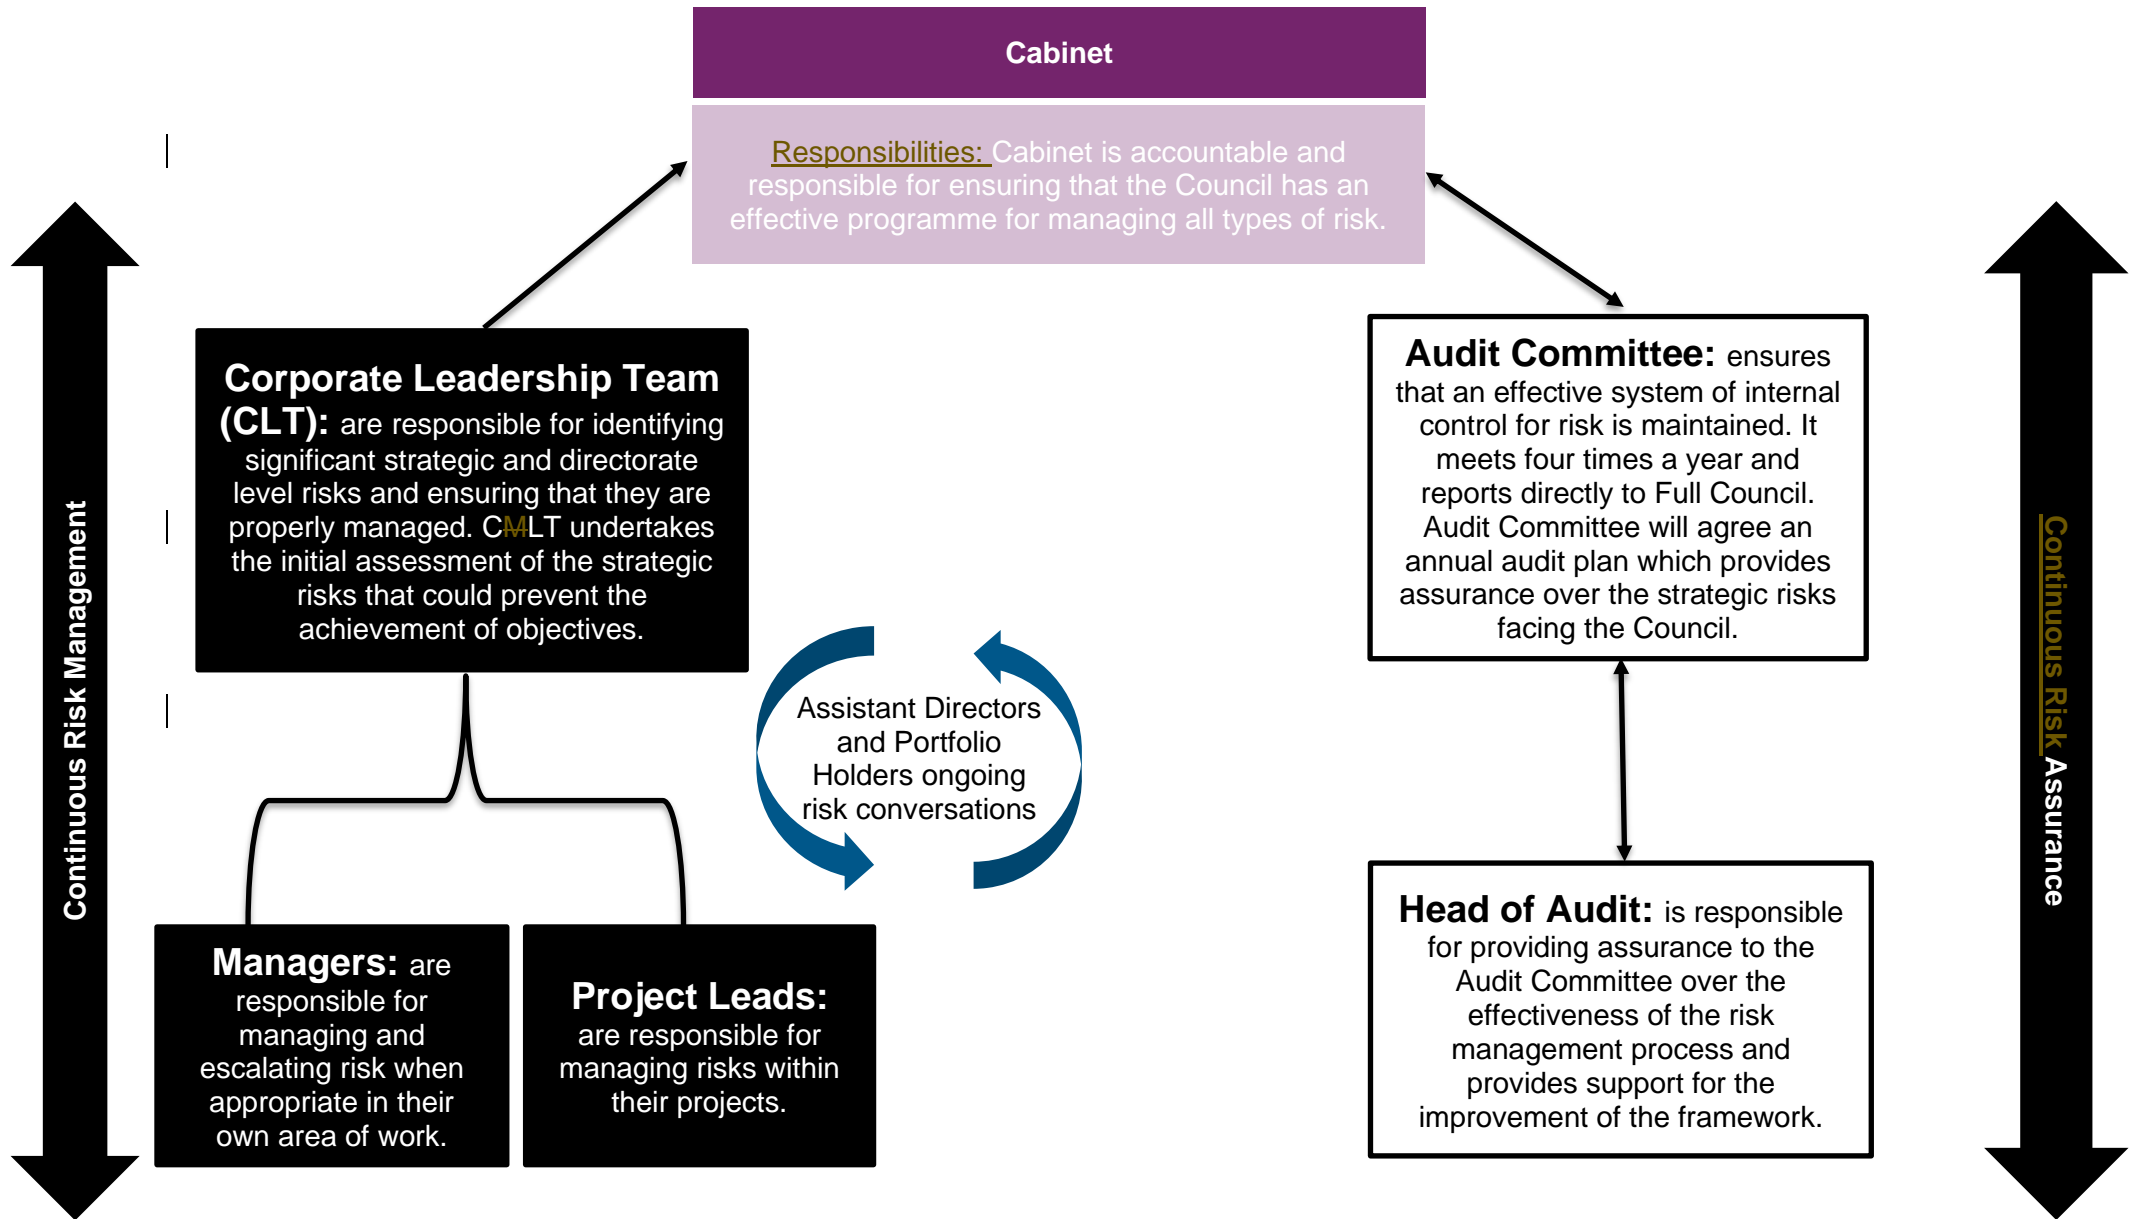 Cabinet
Responsibilities: Cabinet is accountable and
responsible for ensuring that the Council has an
effective programme for managing all types of risk.
Continuous Risk Management
Corporate Leadership Team
(CLT): are responsible for identifying
significant strategic and directorate
level risks and ensuring that they are
properly managed. CMLT undertakes
the initial assessment of the strategic
risks that could prevent the
achievement of objectives.
Audit Committee: ensures
that an effective system of internal
control for risk is maintained. It
meets four times a year and
reports directly to Full Council.
Audit Committee will agree an
annual audit plan which provides
assurance over the strategic risks
facing the Council.
Continuous Risk Assurance
Assistant Directors
and Portfolio
Holders ongoing
risk conversations
Managers: are
responsible for
managing and
escalating risk when
appropriate in their
own area of work.
Project Leads:
are responsible for
managing risks within
their projects.
Head of Audit: is responsible
for providing assurance to the
Audit Committee over the
effectiveness of the risk
management process and
provides support for the
improvement of the framework.